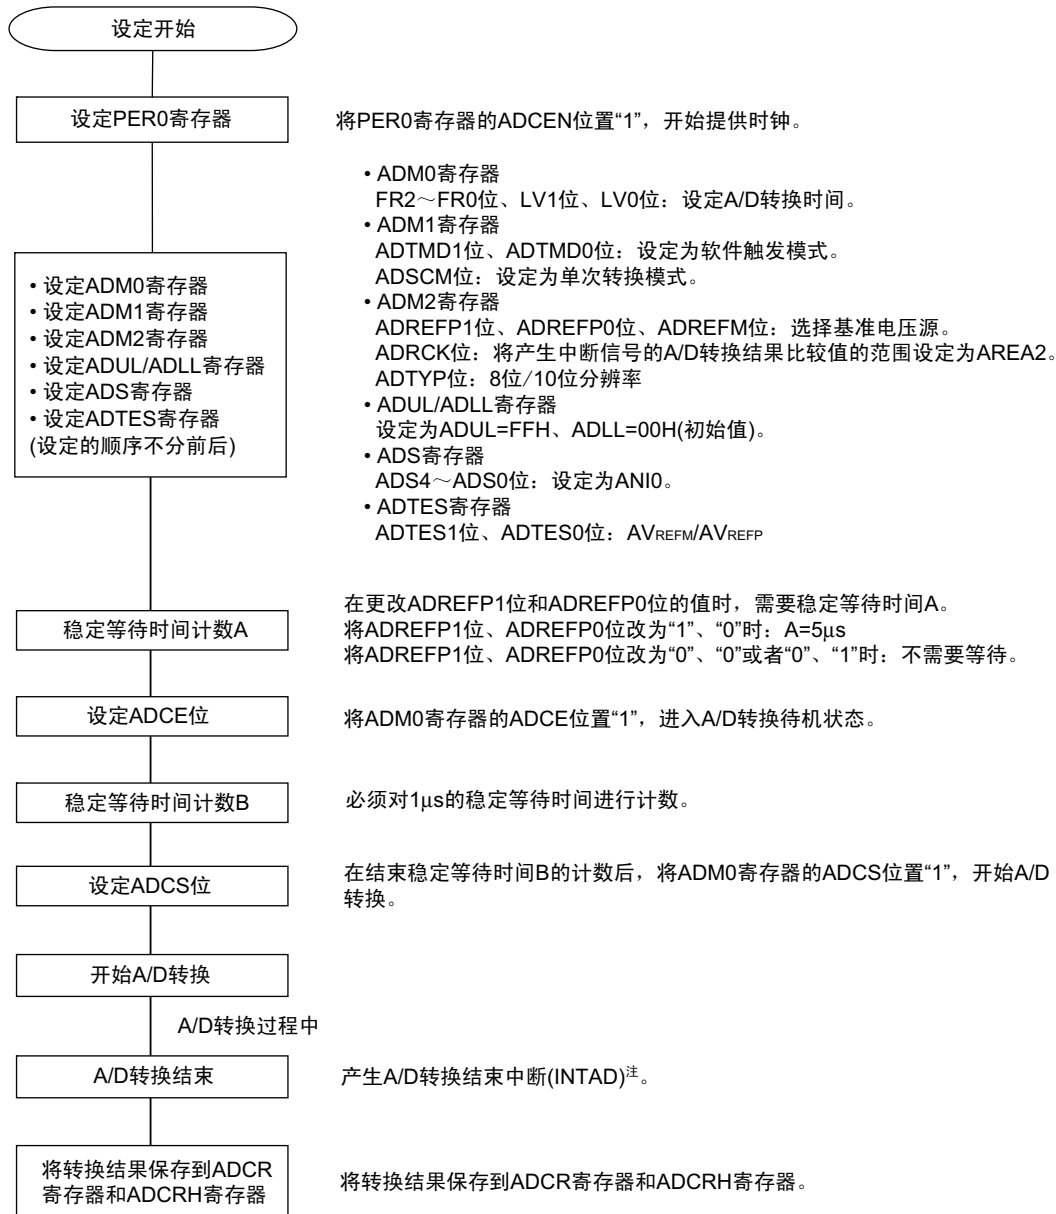 设定开始
设定PER0寄存器
将PER0寄存器的ADCEN位置“1”，开始提供时钟。
• 设定ADM0寄存器
• 设定ADM1寄存器
• 设定ADM2寄存器
• 设定ADUL/ADLL寄存器
• 设定ADS寄存器
• 设定ADTES寄存器
(设定的顺序不分前后)
• ADM0寄存器
FR2～FR0位、LV1位、LV0位：设定A/D转换时间。
• ADM1寄存器
ADTMD1位、ADTMD0位：设定为软件触发模式。
ADSCM位：设定为单次转换模式。
• ADM2寄存器
ADREFP1位、ADREFP0位、ADREFM位：选择基准电压源。
ADRCK位：将产生中断信号的A/D转换结果比较值的范围设定为AREA2。
ADTYP位：8位/10位分辨率
• ADUL/ADLL寄存器
设定为ADUL=FFH、ADLL=00H(初始值)。
• ADS寄存器
ADS4～ADS0位：设定为ANI0。
• ADTES寄存器
ADTES1位、ADTES0位：AVREFM/AVREFP
稳定等待时间计数A
在更改ADREFP1位和ADREFP0位的值时，需要稳定等待时间A。
将ADREFP1位、ADREFP0位改为“1”、“0”时：A=5μs
将ADREFP1位、ADREFP0位改为“0”、“0”或者“0”、“1”时：不需要等待。
设定ADCE位
将ADM0寄存器的ADCE位置“1”，进入A/D转换待机状态。
稳定等待时间计数B
必须对1μs的稳定等待时间进行计数。
设定ADCS位
在结束稳定等待时间B的计数后，将ADM0寄存器的ADCS位置“1”，开始A/D
转换。
开始A/D转换
A/D转换过程中
A/D转换结束
产生A/D转换结束中断(INTAD)注。
将转换结果保存到ADCR
寄存器和ADCRH寄存器
将转换结果保存到ADCR寄存器和ADCRH寄存器。